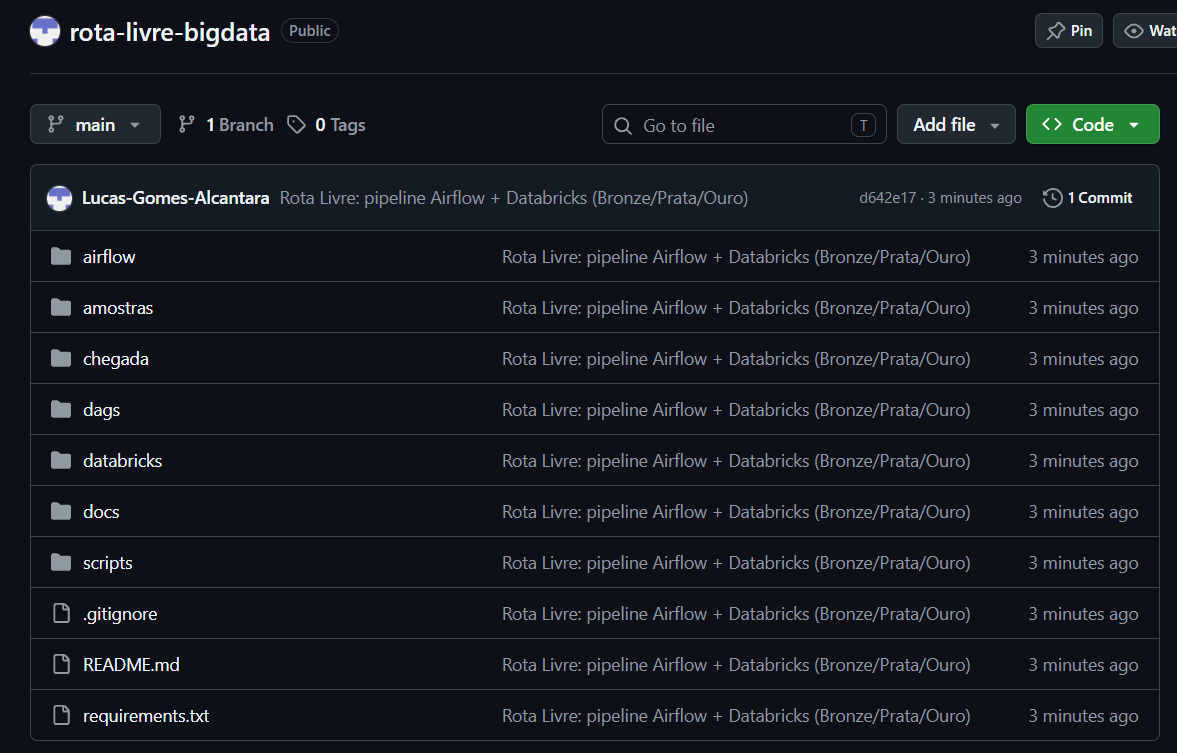 rota-livre-bigdata Public Pin Wat
main 1 Branch 0 Tags Go to file T Add file Code
Lucas-Gomes-Alcantara Rota Livre: pipeline Airflow + Databricks (Bronze/Prata/Ouro) d642e17 · 3 minutes ago 1 Commit
airflow Rota Livre: pipeline Airflow + Databricks (Bronze/Prata/Ouro) 3 minutes ago
amostras Rota Livre: pipeline Airflow + Databricks (Bronze/Prata/Ouro) 3 minutes ago
chegada Rota Livre: pipeline Airflow + Databricks (Bronze/Prata/Ouro) 3 minutes ago
dags Rota Livre: pipeline Airflow + Databricks (Bronze/Prata/Ouro) 3 minutes ago
databricks Rota Livre: pipeline Airflow + Databricks (Bronze/Prata/Ouro) 3 minutes ago
docs Rota Livre: pipeline Airflow + Databricks (Bronze/Prata/Ouro) 3 minutes ago
scripts Rota Livre: pipeline Airflow + Databricks (Bronze/Prata/Ouro) 3 minutes ago
.gitignore Rota Livre: pipeline Airflow + Databricks (Bronze/Prata/Ouro) 3 minutes ago
README.md Rota Livre: pipeline Airflow + Databricks (Bronze/Prata/Ouro) 3 minutes ago
requirements.txt Rota Livre: pipeline Airflow + Databricks (Bronze/Prata/Ouro) 3 minutes ago